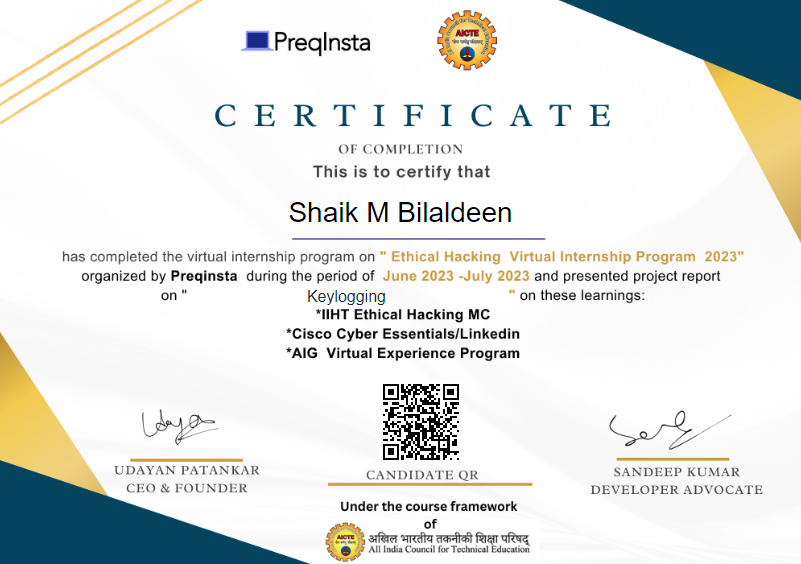 PreqInsta
AICTE
CERTIFICATE
OF COMPLETION
This is to certify that
Shaik M Bilaldeen
has completed the virtual internship program on " Ethical Hacking Virtual Internship Program 2023"
organized by Preqinsta during the period of June 2023 -July 2023 and presented project report
on " Keylogging " on these learnings:
*IIHT Ethical Hacking MC
*Cisco Cyber Essentials/Linkedin
*AIG Virtual Experience Program
Udaya
UDAYAN PATANKAR
CEO & FOUNDER
CANDIDATE QR
SANDEEP KUMAR
DEVELOPER ADVOCATE
Under the course framework
of
AICTE
अखिल भारतीय तकनीकी शिक्षा परिषद्
All India Council for Technical Education